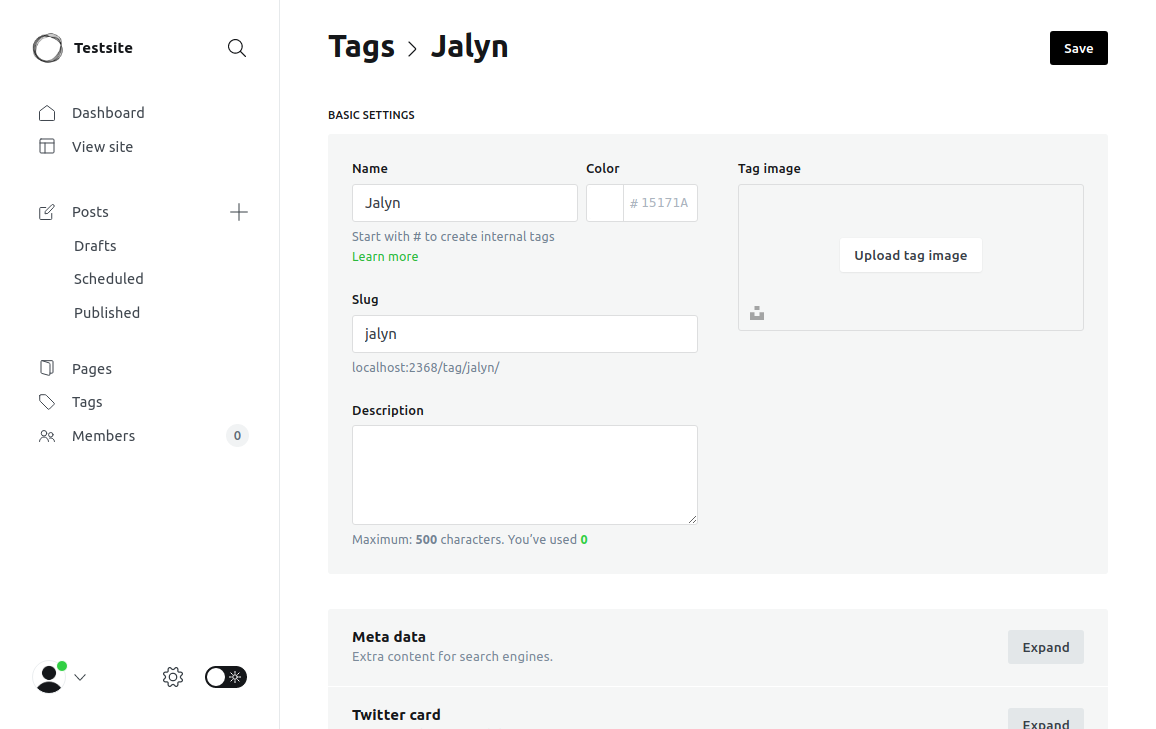 Testsite
Dashboard
View site
Posts
Drafts
Scheduled
Published
Pages
Tags
Members
0
Tags
Jalyn
Save
BASIC SETTINGS
Name
Jalyn
Start with # to create internal tags
Learn more
Color
# 15171A
Slug
jalyn
localhost:2368/tag/jalyn/
Description
Maximum: 500 characters. You’ve used 0
Tag image
Upload tag image
Meta data
Extra content for search engines.
Expand
Twitter card
Expand